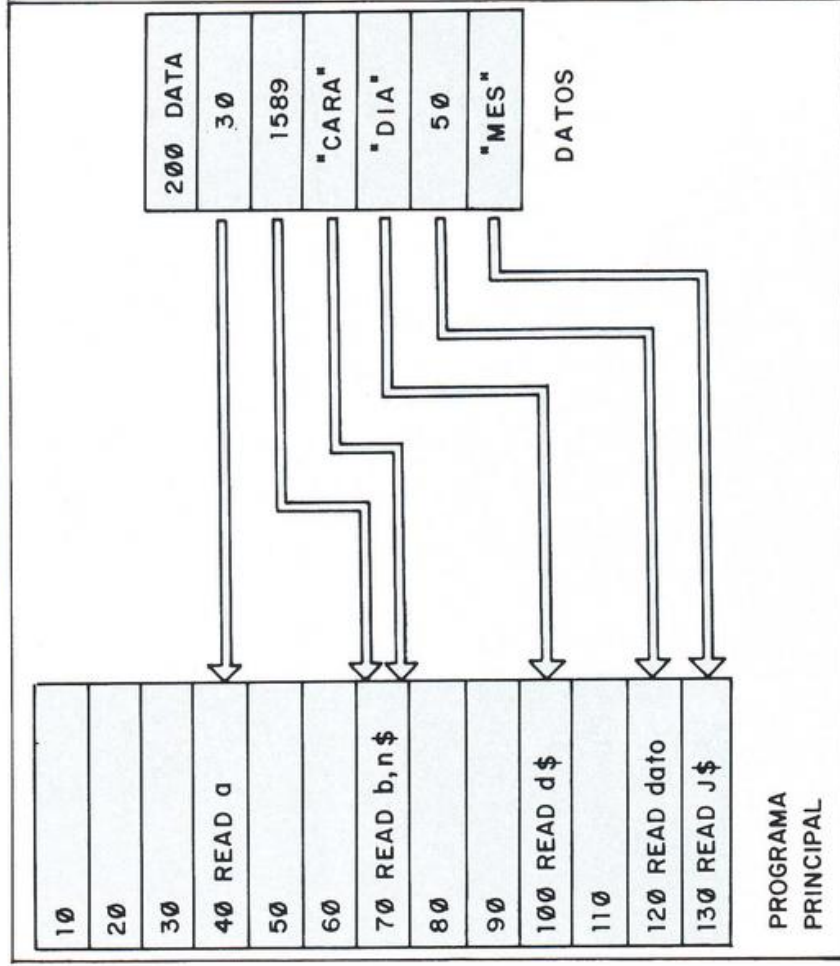 10
20
30
40 READ a
50
60
70 READ b,n$
80
90
100 READ d$
110
120 READ dato
130 READ J$
PROGRAMA
PRINCIPAL
200 DATA
30
1589
"CARA"
"DIA"
50
"MES"
DATOS